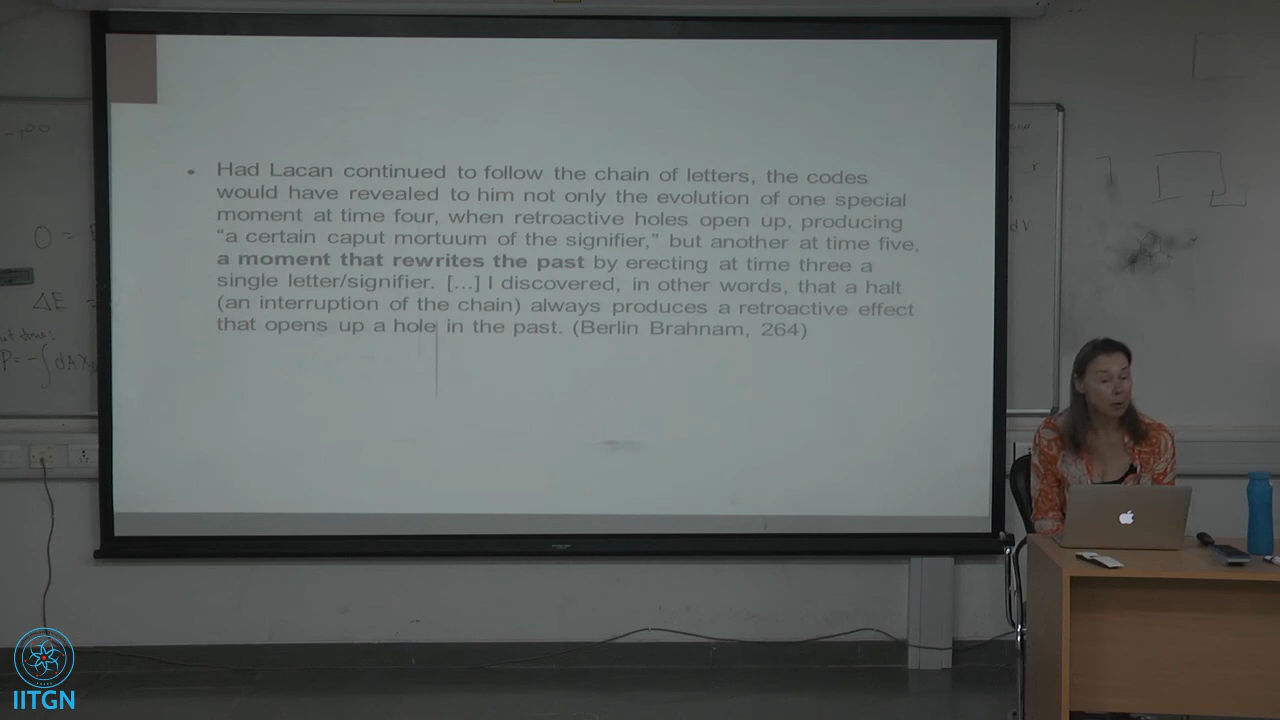 • Had Lacan continued to follow the chain of letters, the codes
would have revealed to him not only the evolution of one special
moment at time four, when retroactive holes open up, producing
“a certain caput mortuum of the signifier,” but another at time five,
a moment that rewrites the past by erecting at time three a
single letter/signifier. [...] I discovered, in other words, that a halt
(an interruption of the chain) always produces a retroactive effect
that opens up a hole in the past. (Berlin Brahnam, 264)
0 =
ΔE =
P = -∫dA
dV
IITGN